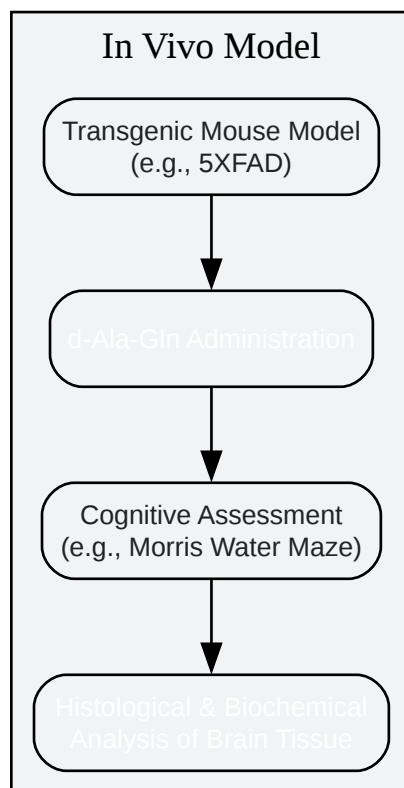 In Vivo Model
Transgenic Mouse Model
(e.g., 5XFAD)
d-Ala-Gln Administration
Cognitive Assessment
(e.g., Morris Water Maze)
Histological & Biochemical
Analysis of Brain Tissue